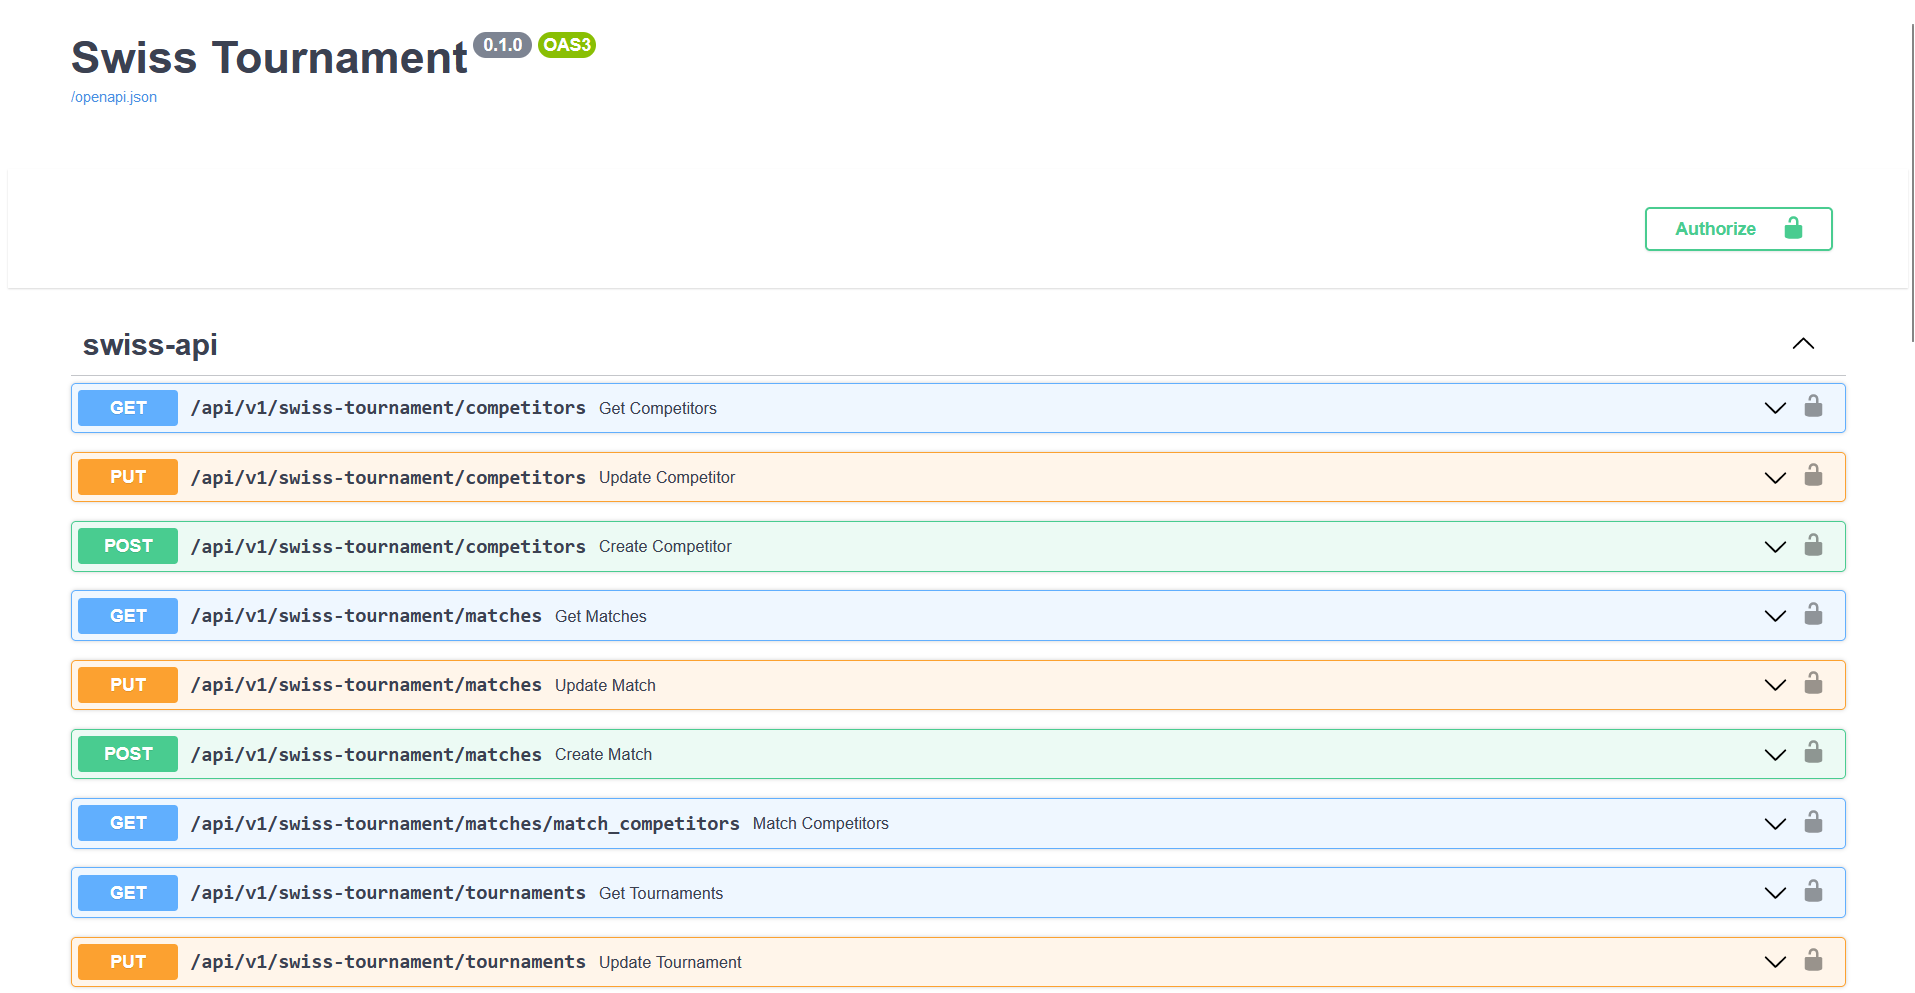 Swiss Tournament 0.1.0 OAS3
/openapi.json
Authorize
swiss-api
GET /api/v1/swiss-tournament/competitors Get Competitors
PUT /api/v1/swiss-tournament/competitors Update Competitor
POST /api/v1/swiss-tournament/competitors Create Competitor
GET /api/v1/swiss-tournament/matches Get Matches
PUT /api/v1/swiss-tournament/matches Update Match
POST /api/v1/swiss-tournament/matches Create Match
GET /api/v1/swiss-tournament/matches/match_competitors Match Competitors
GET /api/v1/swiss-tournament/tournaments Get Tournaments
PUT /api/v1/swiss-tournament/tournaments Update Tournament